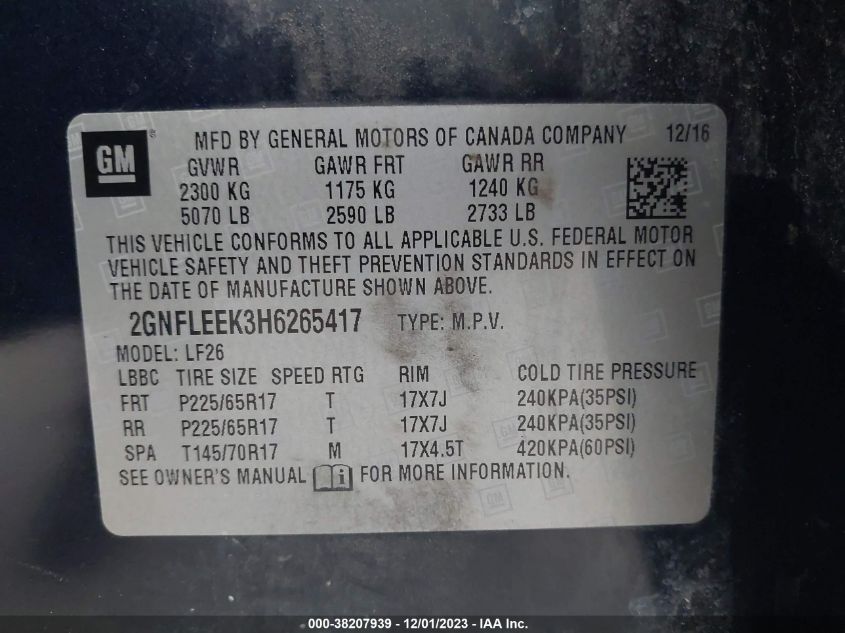 GM ® MFD BY GENERAL MOTORS OF CANADA COMPANY 12/16
GVWR GAWR FRT GAWR RR
2300 KG 1175 KG 1240 KG
5070 LB 2590 LB 2733 LB
THIS VEHICLE CONFORMS TO ALL APPLICABLE U.S. FEDERAL MOTOR
VEHICLE SAFETY AND THEFT PREVENTION STANDARDS IN EFFECT ON
THE DATE OF MANUFACTURE SHOWN ABOVE.
2GNFLEEK3H6265417 TYPE: M.P.V.
MODEL: LF26
LBBC TIRE SIZE SPEED RTG RIM COLD TIRE PRESSURE
FRT P225/65R17 T 17X7J 240KPA(35PSI)
RR P225/65R17 T 17X7J 240KPA(35PSI)
SPA T145/70R17 M 17X4.5T 420KPA(60PSI)
SEE OWNER'S MANUAL i FOR MORE INFORMATION.
000-38207939 - 12/01/2023 - IAA Inc.